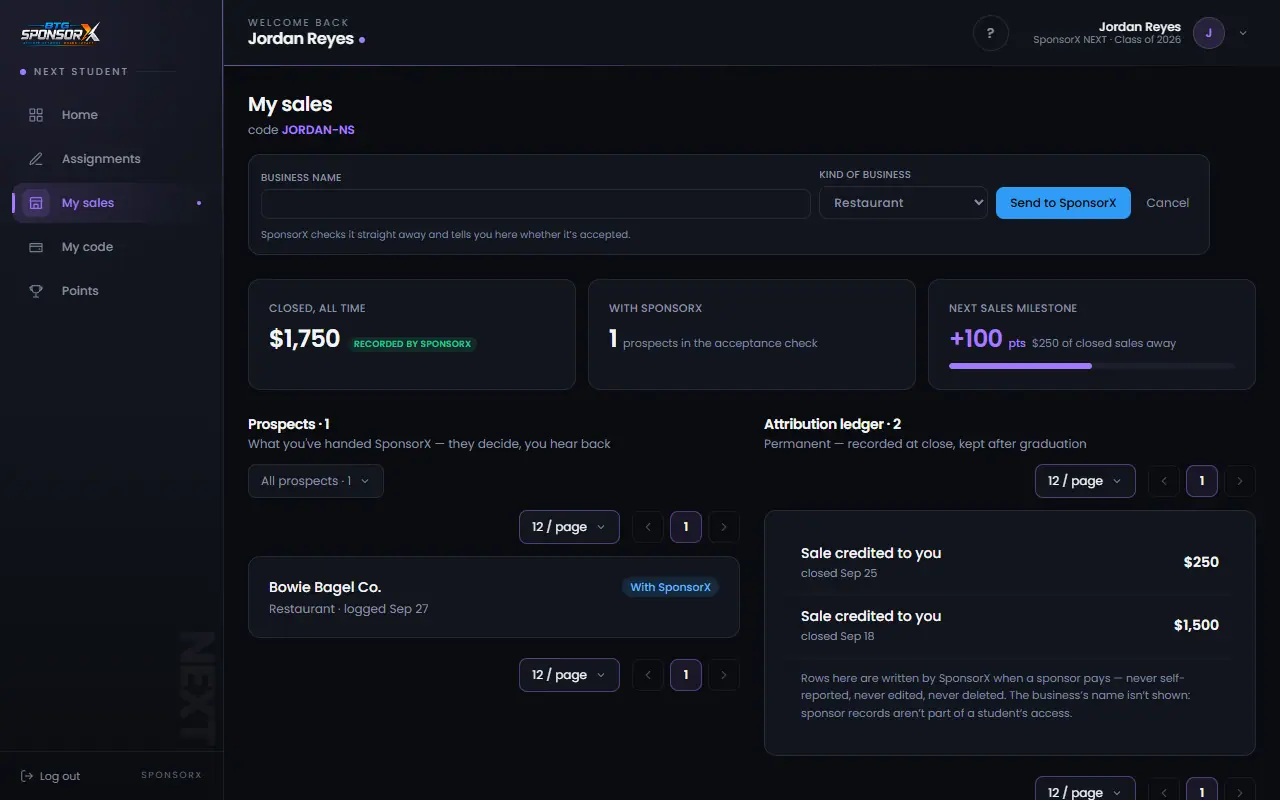 BTG
SPONSORX
NEXT STUDENT
Home
Assignments
My sales
My code
Points
NEXT
Log out
SPONSORX
WELCOME BACK
Jordan Reyes
?
Jordan Reyes
SponsorX NEXT · Class of 2026
J
My sales
code JORDAN-NS
BUSINESS NAME
KIND OF BUSINESS
Restaurant
Send to SponsorX
Cancel
SponsorX checks it straight away and tells you here whether it's accepted.
CLOSED, ALL TIME
$1,750 RECORDED BY SPONSORX
WITH SPONSORX
1 prospects in the acceptance check
NEXT SALES MILESTONE
+100 pts $250 of closed sales away
Prospects · 1
What you've handed SponsorX — they decide, you hear back
All prospects · 1
12 / page
1
Bowie Bagel Co.
With SponsorX
Restaurant · logged Sep 27
12 / page
1
Attribution ledger · 2
Permanent — recorded at close, kept after graduation
12 / page
1
Sale credited to you
closed Sep 25
$250
Sale credited to you
closed Sep 18
$1,500
Rows here are written by SponsorX when a sponsor pays — never self-
reported, never edited, never deleted. The business's name isn't shown:
sponsor records aren't part of a student's access.
12 / page
1